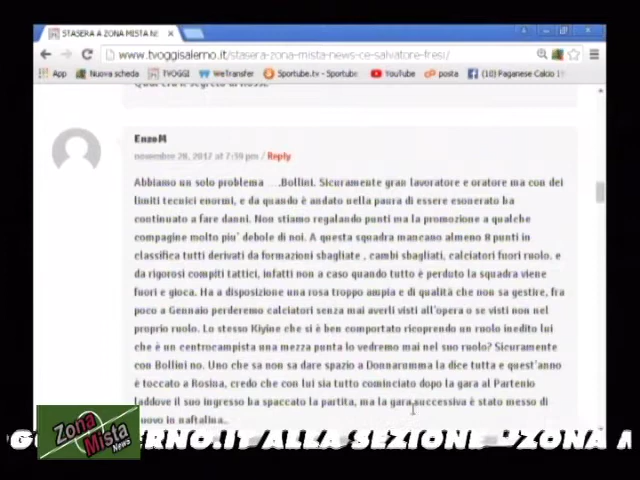 STASERA A ZONA MISTA NE
www.tvoggisalerno.it/stasera-zona-mista-news-ce-salvatore-fresi/
App Nuova scheda TVOGGI WeTransfer Sportube.tv - Sportube YouTube posta (10) Paganese Calcio 19
EnzoM
novembre 28, 2017 at 7:39 pm / Reply
Abbiamo un solo problema ….Bollini. Sicuramente gran lavoratore e oratore ma con dei
limiti tecnici enormi, e da quando è andato nella paura di essere esonerato ha
continuato a fare danni. Non stiamo regalando punti ma la promozione a qualche
compagine molto piu' debole di noi. A questa squadra mancano almeno 8 punti in
classifica tutti derivati da formazioni sbagliate , cambi sbagliati, calciatori fuori ruolo. e
da rigorosi compiti tattici, infatti non a caso quando tutto è perduto la squadra viene
fuori e gioca. Ha a disposizione una rosa troppo ampia e di qualità che non sa gestire, fra
poco a Gennaio perderemo calciatori senza mai averli visti all'opera o se visti non nel
proprio ruolo. Lo stesso Kiyine che si è ben comportato ricoprendo un ruolo inedito lui
che è un centrocampista una mezza punta lo vedremo mai nel suo ruolo? Sicuramente
con Bollini no. Uno che sa non sa dare spazio a Donnarumma la dice tutta e quest'anno
è toccato a Rosina, credo che con lui sia tutto cominciato dopo la gara al Partenio
Laddove il suo ingresso ha spaccato la partita, ma la gara successiva è stato messo di
nuovo in naftalina..
Zona Mista News
ERNO.IT ALLA SEZIONE "ZONA